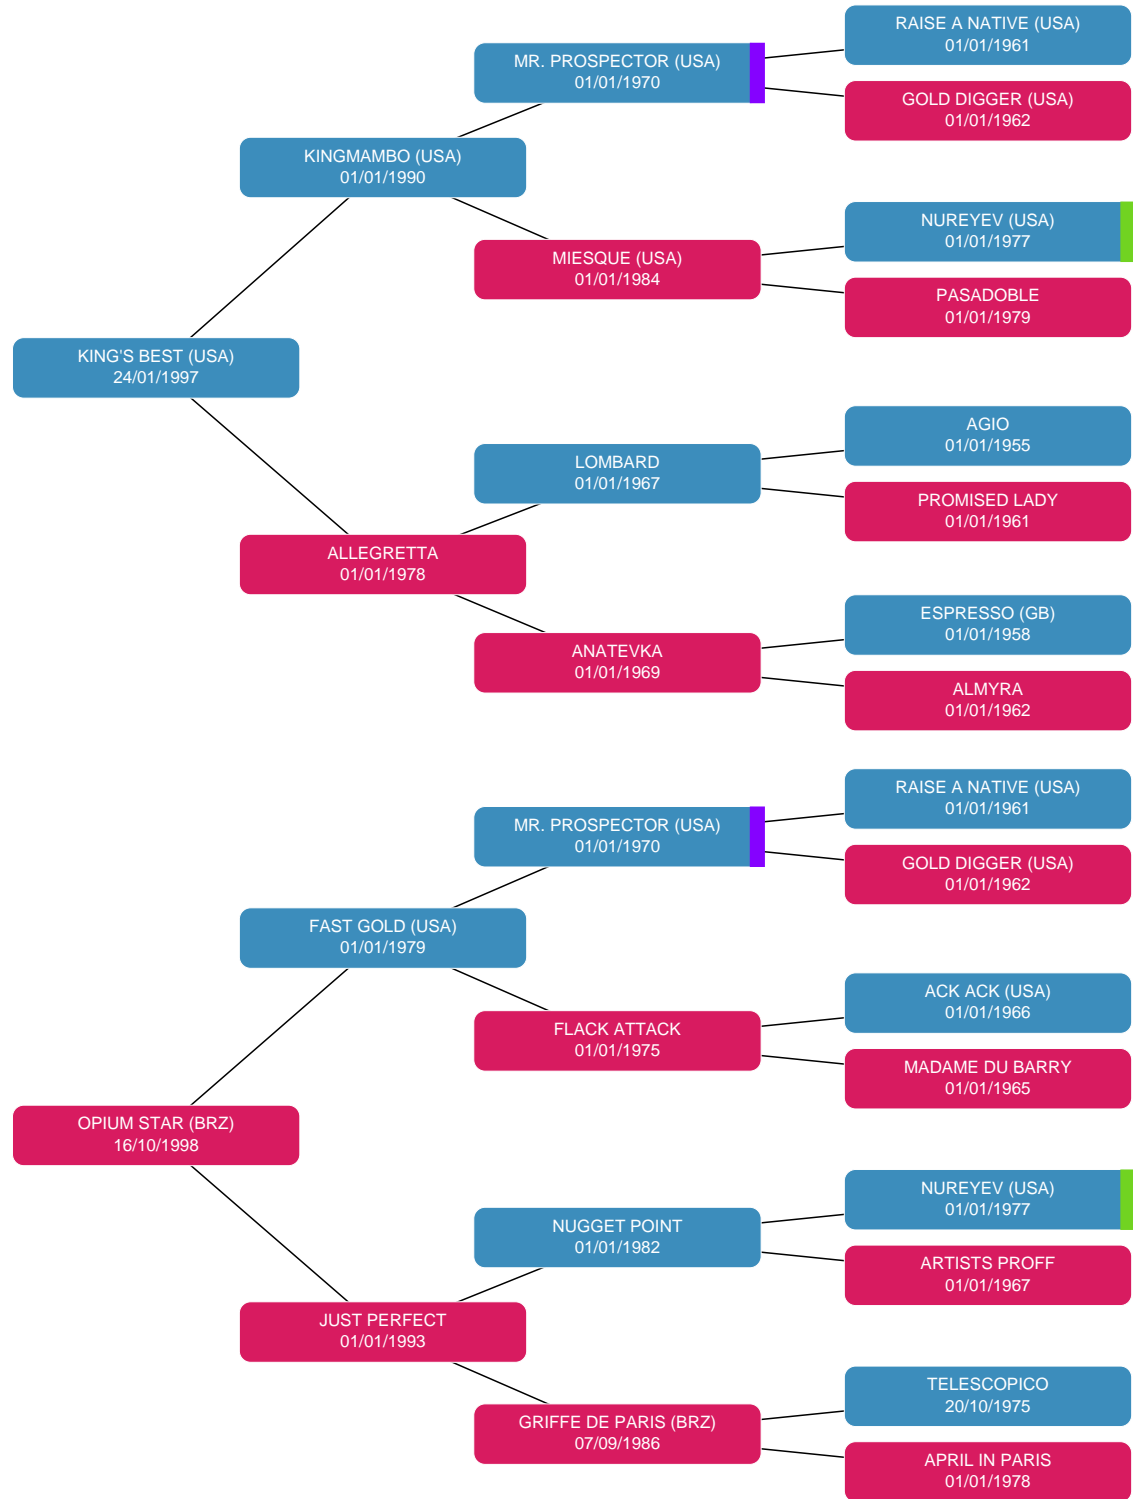 RAISE A NATIVE (USA)
01/01/1961
MR. PROSPECTOR (USA)
01/01/1970
GOLD DIGGER (USA)
01/01/1962
KINGMAMBO (USA)
01/01/1990
NUREYEV (USA)
01/01/1977
MIESQUE (USA)
01/01/1984
PASADOBLE
01/01/1979
KING'S BEST (USA)
24/01/1997
AGIO
01/01/1955
LOMBARD
01/01/1967
PROMISED LADY
01/01/1961
ALLEGRETTA
01/01/1978
ESPRESSO (GB)
01/01/1958
ANATEVKA
01/01/1969
ALMYRA
01/01/1962
RAISE A NATIVE (USA)
01/01/1961
MR. PROSPECTOR (USA)
01/01/1970
GOLD DIGGER (USA)
01/01/1962
FAST GOLD (USA)
01/01/1979
ACK ACK (USA)
01/01/1966
FLACK ATTACK
01/01/1975
MADAME DU BARRY
01/01/1965
OPIUM STAR (BRZ)
16/10/1998
NUREYEV (USA)
01/01/1977
NUGGET POINT
01/01/1982
ARTISTS PROFF
01/01/1967
JUST PERFECT
01/01/1993
TELESCOPICO
20/10/1975
GRIFFE DE PARIS (BRZ)
07/09/1986
APRIL IN PARIS
01/01/1978